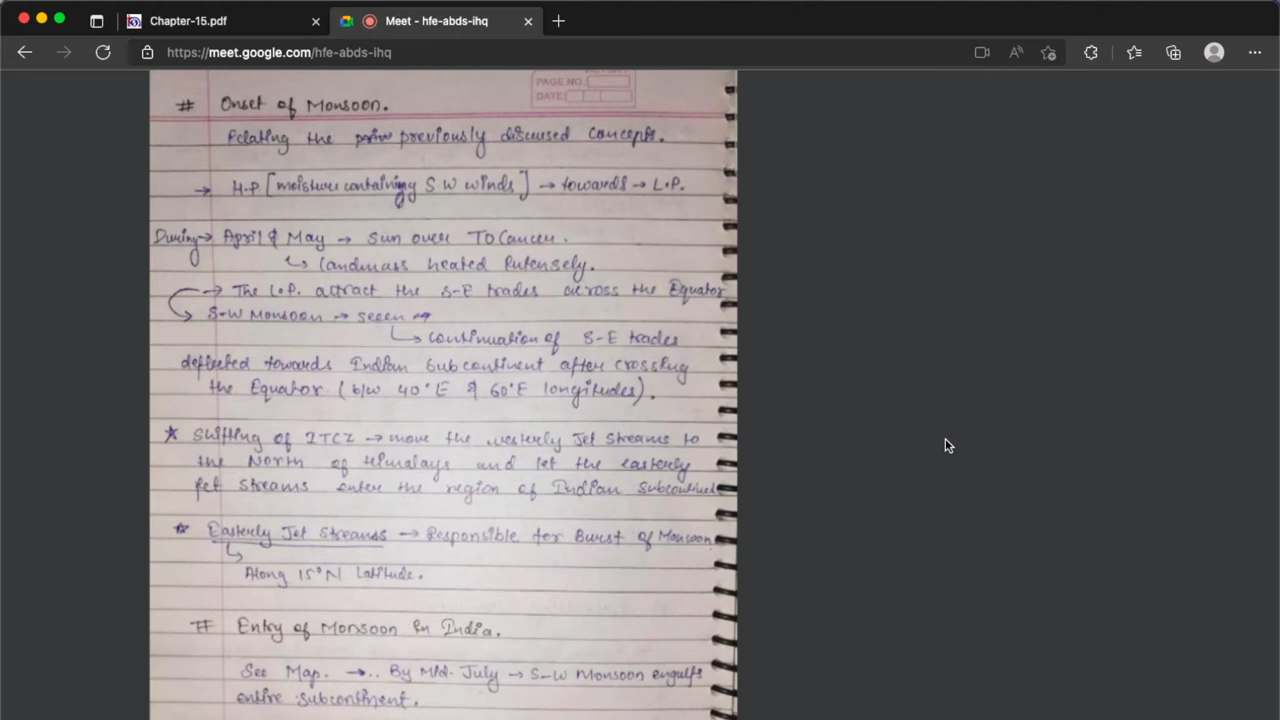 Chapter-15.pdf
Meet - hfe-abds-ihq
https://meet.google.com/hfe-abds-ihq
PAGE NO.:
DATE:
# Onset of Monsoon.
Relating the previously discused concepts.
→ H.P [moisture containing S W winds] → towards → L.P.
During → April & May → Sun over TOCancer.
↳ Landmass heated Intensely.
→ The L.P. attract the S-E trades across the Equator
S-W Monsoon → seeen →
↳ Continuation of S-E trades
deflected towards Indian Subcontinent after crossing
the Equator (b/w 40°E & 60°E longitudes).
★ Shifting of ITCZ → move the westerly Jet Streams to
the North of Himalays and let the easterly
Jet Streams enter the region of Indian Subcontinet
★ Easterly Jet Streams → Responsible for Burst of Monsoon.
↳ Along 15°N Latitude.
# Entry of Monsoon In India.
See Map. →.. By Mid. July → S-W Monsoon engulfs
entire subcontinent.